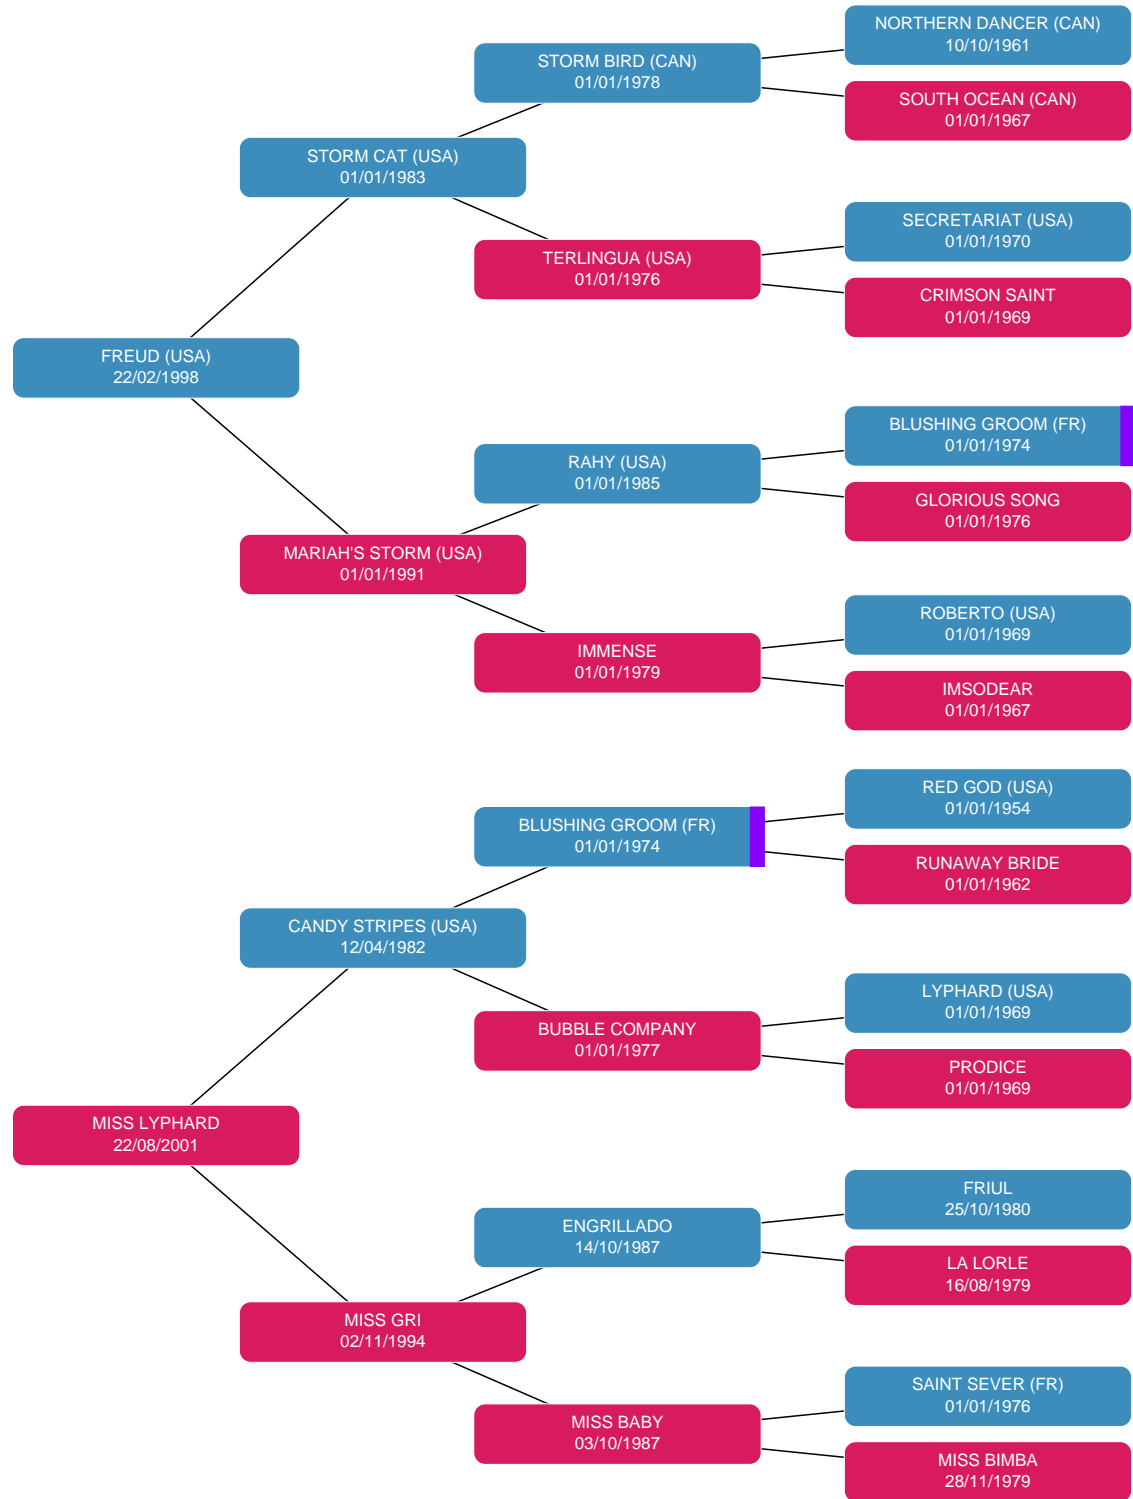 NORTHERN DANCER (CAN)
10/10/1961
STORM BIRD (CAN)
01/01/1978
SOUTH OCEAN (CAN)
01/01/1967
STORM CAT (USA)
01/01/1983
SECRETARIAT (USA)
01/01/1970
TERLINGUA (USA)
01/01/1976
CRIMSON SAINT
01/01/1969
FREUD (USA)
22/02/1998
BLUSHING GROOM (FR)
01/01/1974
RAHY (USA)
01/01/1985
GLORIOUS SONG
01/01/1976
MARIAH'S STORM (USA)
01/01/1991
ROBERTO (USA)
01/01/1969
IMMENSE
01/01/1979
IMSODEAR
01/01/1967
RED GOD (USA)
01/01/1954
BLUSHING GROOM (FR)
01/01/1974
RUNAWAY BRIDE
01/01/1962
CANDY STRIPES (USA)
12/04/1982
LYPHARD (USA)
01/01/1969
BUBBLE COMPANY
01/01/1977
PRODICE
01/01/1969
MISS LYPHARD
22/08/2001
FRIUL
25/10/1980
ENGRILLADO
14/10/1987
LA LORLE
16/08/1979
MISS GRI
02/11/1994
SAINT SEVER (FR)
01/01/1976
MISS BABY
03/10/1987
MISS BIMBA
28/11/1979